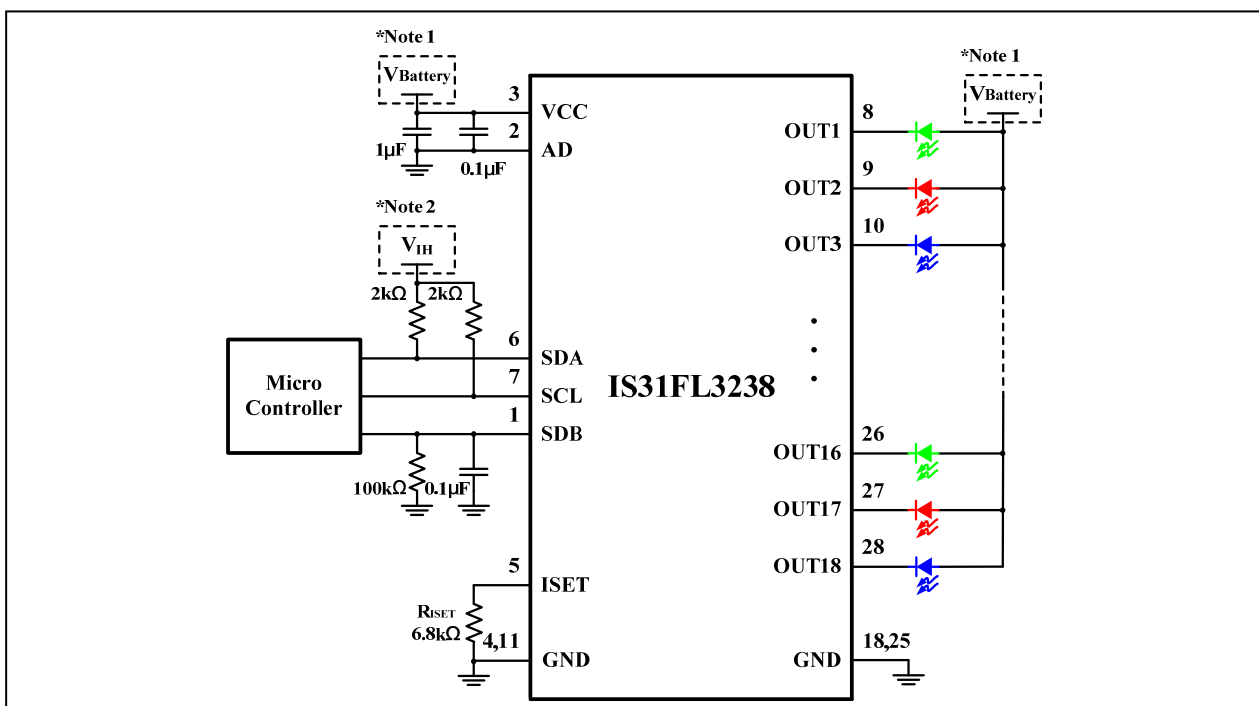 *Note 1
VBattery
3
VCC
2
AD
1µF
0.1µF
*Note 2
VIH
2kΩ
2kΩ
6
SDA
7
SCL
1
SDB
Micro
Controller
100kΩ
0.1µF
5
ISET
RISET
6.8kΩ
4,11
GND
IS31FL3238
*Note 1
VBattery
8
OUT1
9
OUT2
10
OUT3
26
OUT16
27
OUT17
28
OUT18
18,25
GND